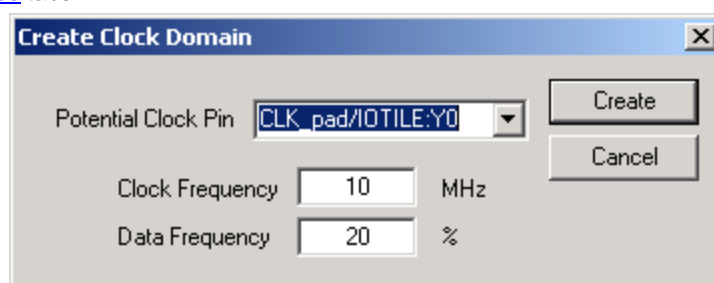 Create Clock Domain
Potential Clock Pin CLK_pad/IOTILE:Y0 Create
Cancel
Clock Frequency 10 MHz
Data Frequency 20 %